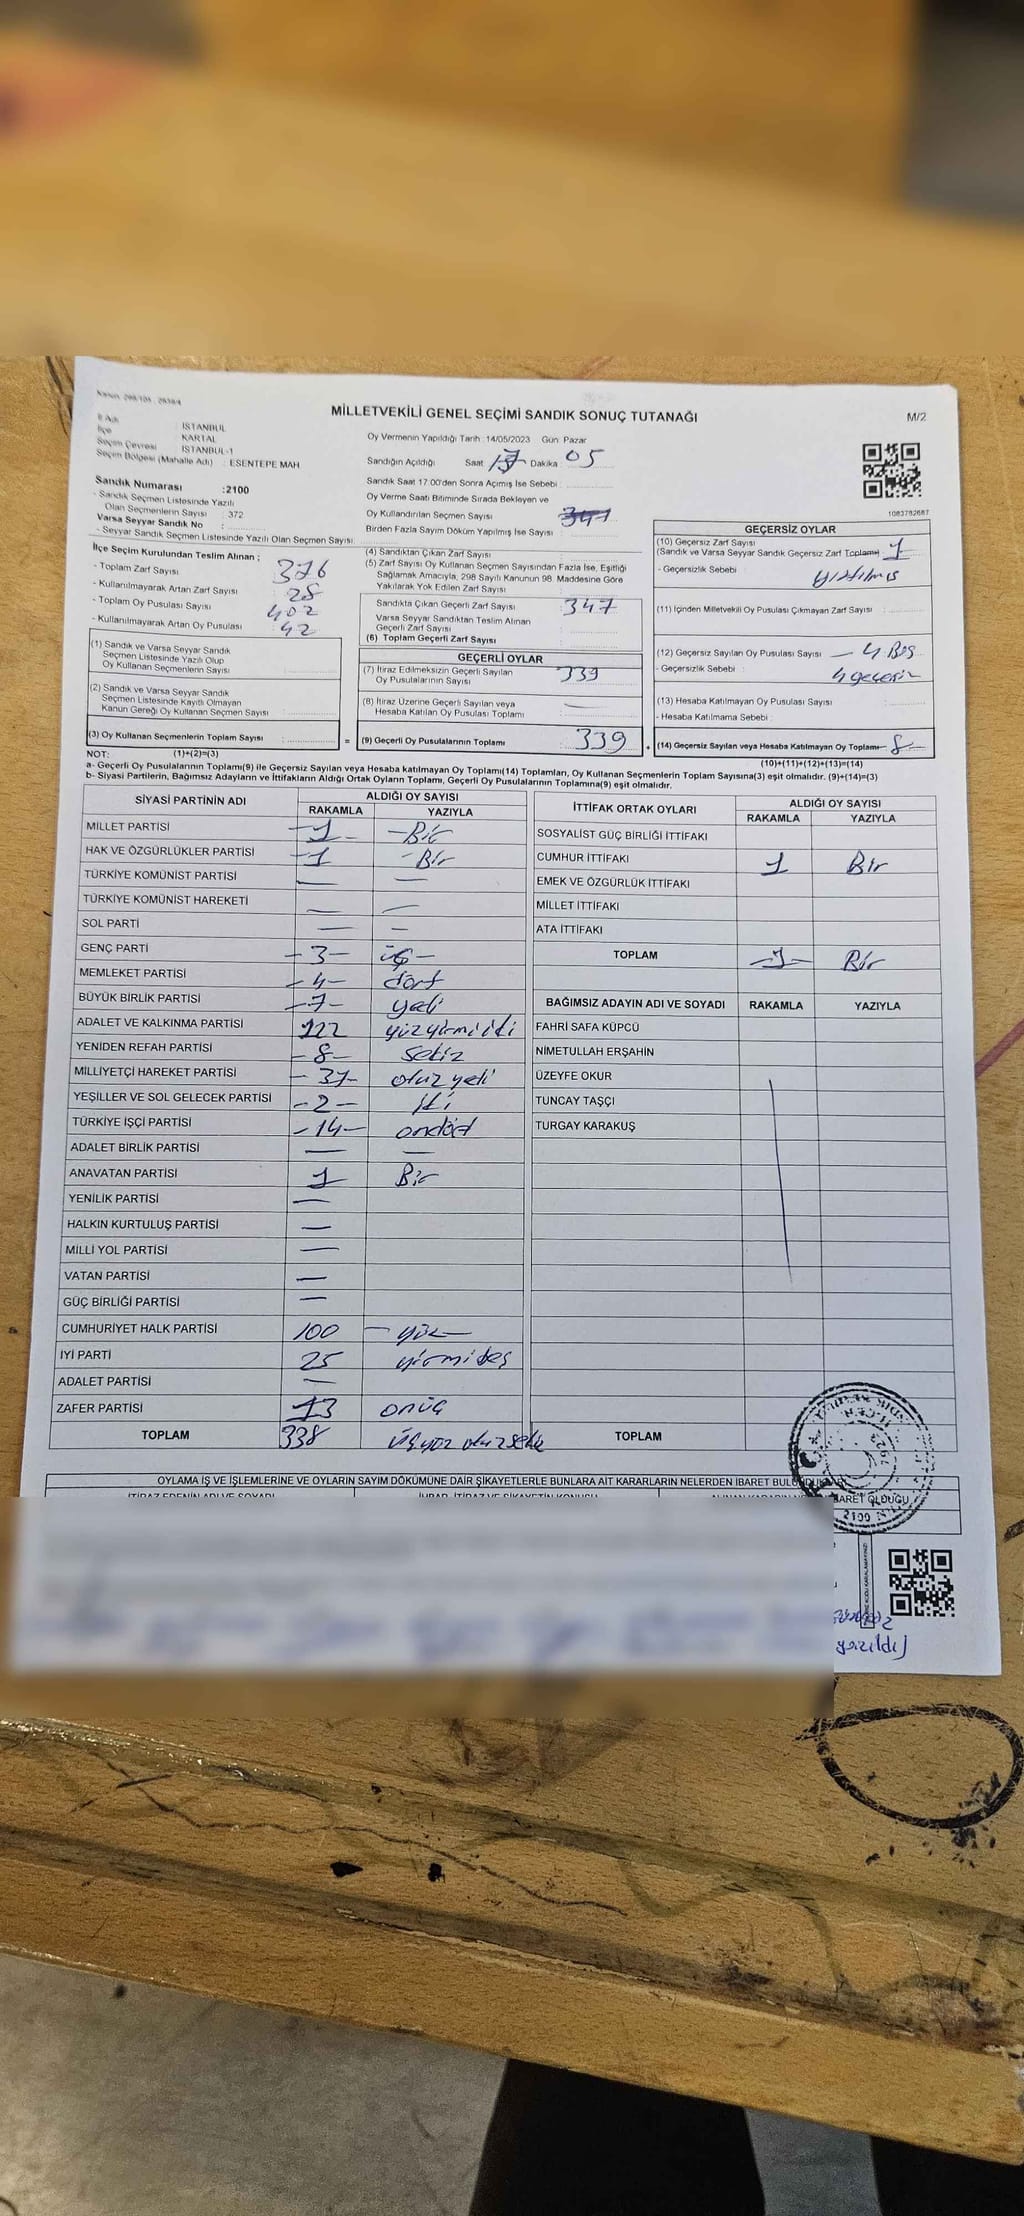 MİLLETVEKİLİ GENEL SEÇİMİ SANDIK SONUÇ TUTANAĞI
M/2
İl Adı : İSTANBUL
İlçe : KARTAL
Seçim Çevresi : İSTANBUL-1
Seçim Bölgesi (Mahalle Adı) : ESENTEPE MAH
Oy Vermenin Yapıldığı Tarih :14/05/2023 Gün: Pazar
Sandığın Açıldığı Saat 17 Dakika 05
Sandık Saat 17.00'den Sonra Açılmış İse Sebebi :
Oy Verme Saati Bitiminde Sırada Bekleyen ve
Oy Kullandırılan Seçmen Sayısı : 347
Birden Fazla Sayım Döküm Yapılmış İse Sayısı :
1083782687
Sandık Numarası :2100
- Sandık Seçmen Listesinde Yazılı
Olan Seçmenlerin Sayısı : 372
Varsa Seyyar Sandık No :
- Seyyar Sandık Seçmen Listesinde Yazılı Olan Seçmen Sayısı:
İlçe Seçim Kurulundan Teslim Alınan ;
- Toplam Zarf Sayısı : 376
- Kullanılmayarak Artan Zarf Sayısı : 28
- Toplam Oy Pusulası Sayısı : 402
- Kullanılmayarak Artan Oy Pusulası : 42
(1) Sandık ve Varsa Seyyar Sandık
Seçmen Listesinde Yazılı Olup
Oy Kullanan Seçmenlerin Sayısı :
(2) Sandık ve Varsa Seyyar Sandık
Seçmen Listesinde Kayıtlı Olmayan
Kanun Gereği Oy Kullanan Seçmen Sayısı :
(3) Oy Kullanan Seçmenlerin Toplam Sayısı :
(4) Sandıktan Çıkan Zarf Sayısı :
(5) Zarf Sayısı Oy Kullanan Seçmen Sayısından Fazla İse, Eşitliği
Sağlamak Amacıyla, 298 Sayılı Kanunun 98. Maddesine Göre
Yakılarak Yok Edilen Zarf Sayısı :
Sandıkta Çıkan Geçerli Zarf Sayısı : 347
Varsa Seyyar Sandıktan Teslim Alınan
Geçerli Zarf Sayısı :
(6) Toplam Geçerli Zarf Sayısı :
GEÇERLİ OYLAR
(7) İtiraz Edilmeksizin Geçerli Sayılan
Oy Pusulalarının Sayısı : 339
(8) İtiraz Üzerine Geçerli Sayılan veya
Hesaba Katılan Oy Pusulası Toplamı : —
= (9) Geçerli Oy Pusulalarının Toplamı : 339 +
GEÇERSİZ OYLAR
(10) Geçersiz Zarf Sayısı :
(Sandık ve Varsa Seyyar Sandık Geçersiz Zarf Toplamı) 1
- Geçersizlik Sebebi : yırtılmış
(11) İçinden Milletvekili Oy Pusulası Çıkmayan Zarf Sayısı :
(12) Geçersiz Sayılan Oy Pusulası Sayısı : — 4 Boş
- Geçersizlik Sebebi : 4 geçersiz
(13) Hesaba Katılmayan Oy Pusulası Sayısı :
- Hesaba Katılmama Sebebi :
(14) Geçersiz Sayılan veya Hesaba Katılmayan Oy Toplamı -8-
NOT: (1)+(2)=(3)
(10)+(11)+(12)+(13)=(14)
a- Geçerli Oy Pusulalarının Toplamı(9) ile Geçersiz Sayılan veya Hesaba katılmayan Oy Toplamı(14) Toplamları, Oy Kullanan Seçmenlerin Toplam Sayısına(3) eşit olmalıdır. (9)+(14)=(3)
b- Siyasi Partilerin, Bağımsız Adayların ve İttifakların Aldığı Ortak Oyların Toplamı, Geçerli Oy Pusulalarının Toplamına(9) eşit olmalıdır.
SİYASİ PARTİNİN ADI ALDIĞI OY SAYISI
RAKAMLA YAZIYLA
MİLLET PARTİSİ -1- -Bir
HAK VE ÖZGÜRLÜKLER PARTİSİ -1 -Bir
TÜRKİYE KOMÜNİST PARTİSİ — —
TÜRKİYE KOMÜNİST HAREKETİ — —
SOL PARTİ — —
GENÇ PARTİ -3- üç-
MEMLEKET PARTİSİ -4- dört
BÜYÜK BİRLİK PARTİSİ -7- yedi
ADALET VE KALKINMA PARTİSİ 122 yüzyirmiiki
YENİDEN REFAH PARTİSİ -8- sekiz
MİLLİYETÇİ HAREKET PARTİSİ -37- otuzyedi
YEŞİLLER VE SOL GELECEK PARTİSİ -2- iki
TÜRKİYE İŞÇİ PARTİSİ -14- ondört
ADALET BİRLİK PARTİSİ — —
ANAVATAN PARTİSİ 1 Bir
YENİLİK PARTİSİ —
HALKIN KURTULUŞ PARTİSİ —
MİLLİ YOL PARTİSİ —
VATAN PARTİSİ —
GÜÇ BİRLİĞİ PARTİSİ —
CUMHURİYET HALK PARTİSİ 100 -yüz-
İYİ PARTİ 25 yirmibeş
ADALET PARTİSİ —
ZAFER PARTİSİ 13 onüç
TOPLAM 338 üçyüz otuzsekiz
İTTİFAK ORTAK OYLARI ALDIĞI OY SAYISI
RAKAMLA YAZIYLA
SOSYALİST GÜÇ BİRLİĞİ İTTİFAKI
CUMHUR İTTİFAKI 1 Bir
EMEK VE ÖZGÜRLÜK İTTİFAKI
MİLLET İTTİFAKI
ATA İTTİFAKI
TOPLAM -1- Bir
BAĞIMSIZ ADAYIN ADI VE SOYADI RAKAMLA YAZIYLA
FAHRİ SAFA KÜPCÜ
NİMETULLAH ERŞAHİN
ÜZEYFE OKUR
TUNCAY TAŞÇI
TURGAY KARAKUŞ
TOPLAM
OYLAMA İŞ VE İŞLEMLERİNE VE OYLARIN SAYIM DÖKÜMÜNE DAİR ŞİKAYETLERLE BUNLARA AİT KARARLARIN NELERDEN İBARET
İTİRAZ EDENİN ADI VE SOYADI İHBAR, İTİRAZ VE ŞİKAYETİN KONUSU İBARET OLDUĞU
2100
yazıldı